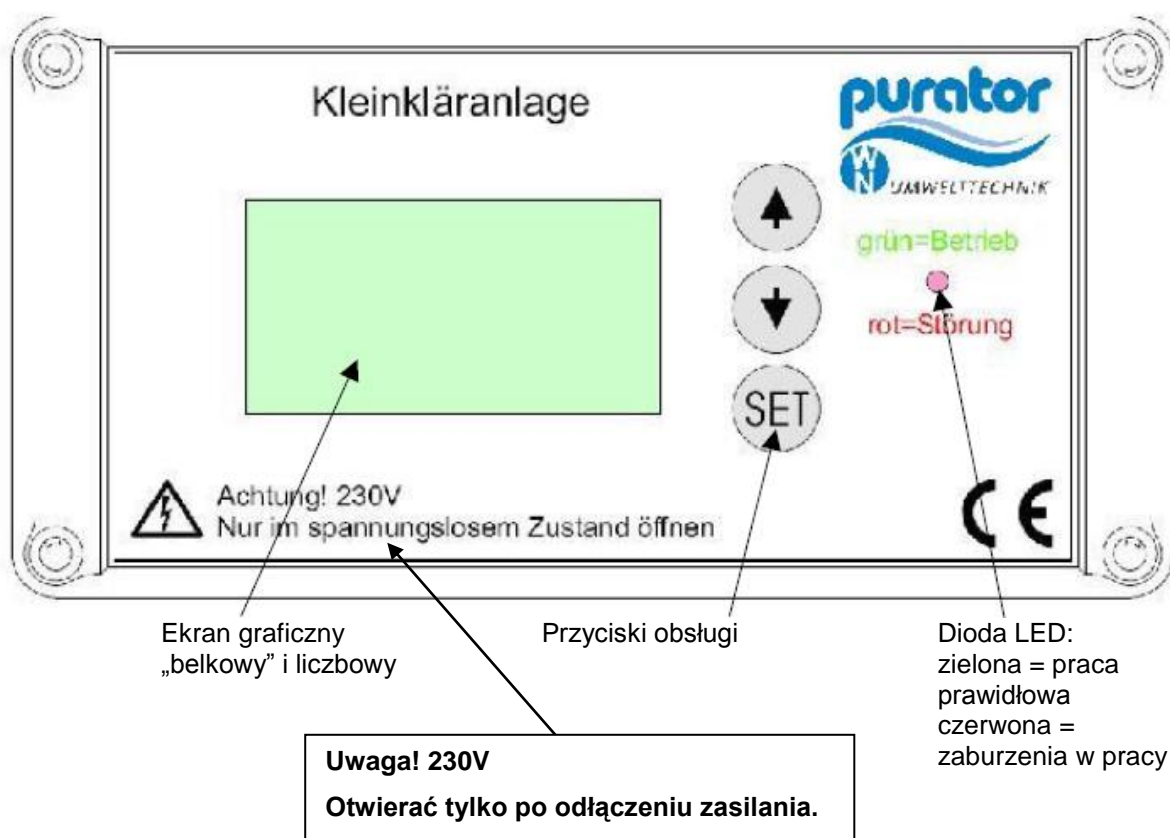 Kleinkläranlage
purator
WN UMWELTTECHNIK
grün=Betrieb
rot=Störung
SET
Achtung! 230V
Nur im spannungslosem Zustand öffnen
CE
Ekran graficzny
„belkowy” i liczbowy
Przyciski obsługi
Dioda LED:
zielona = praca
prawidłowa
czerwona =
zaburzenia w pracy
Uwaga! 230V
Otwierać tylko po odłączeniu zasilania.